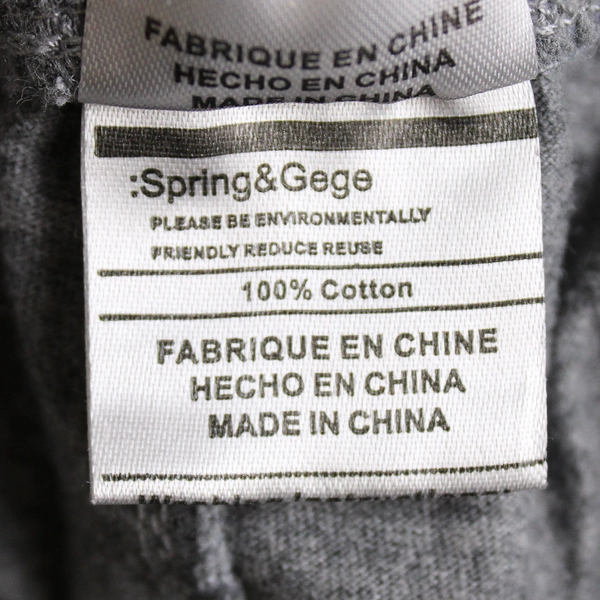 FABRIQUE EN CHINE
HECHO EN CHINA
MADE IN CHINA
:Spring&Gege
PLEASE BE ENVIRONMENTALLY
FRIENDLY REDUCE REUSE
100% Cotton
FABRIQUE EN CHINE
HECHO EN CHINA
MADE IN CHINA